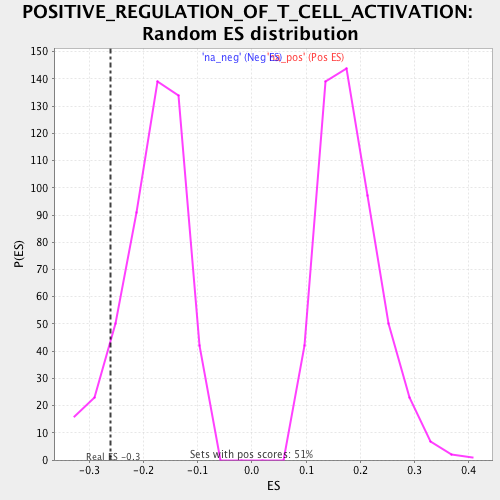 POSITIVE_REGULATION_OF_T_CELL_ACTIVATION:
Random ES distribution
'na_neg' (Neg ES)
'na_pos' (Pos ES)
P(ES)
150
140
130
120
110
100
90
80
70
60
50
40
30
20
10
0
Real ES -0.3
Sets with pos scores: 51%
-0.3 -0.2 -0.1 0.0 0.1 0.2 0.3 0.4
ES